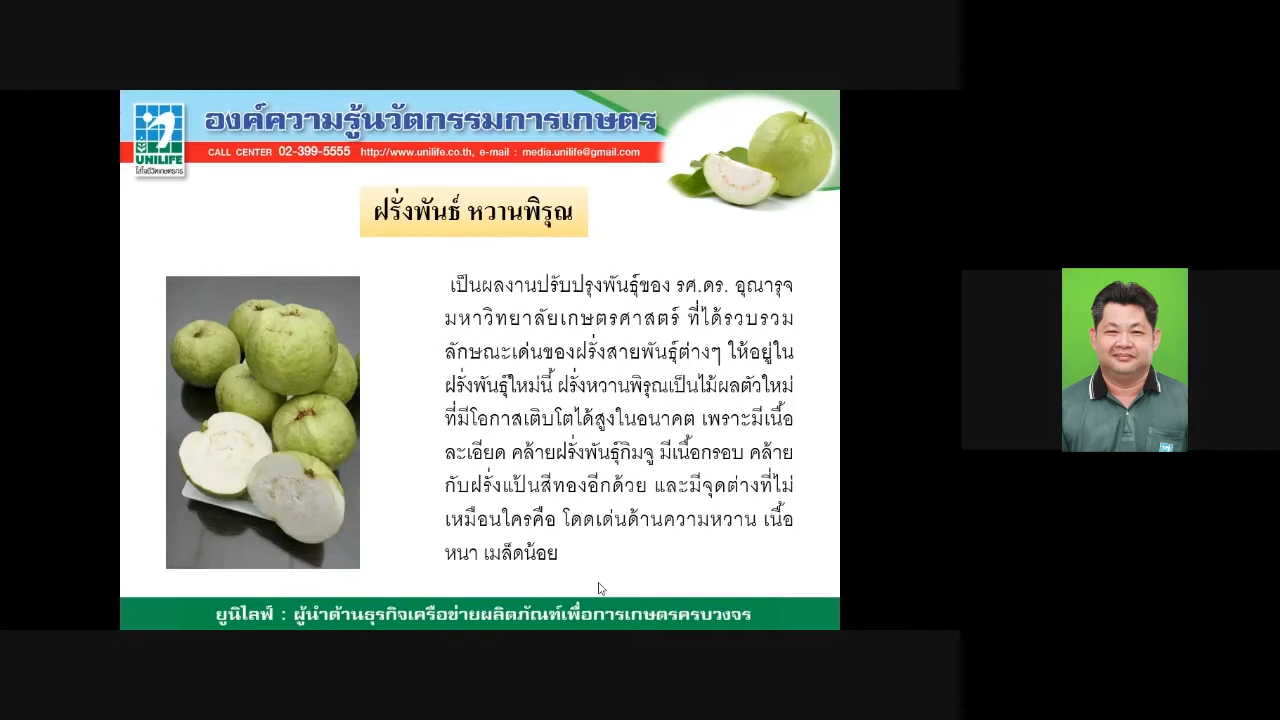 องค์ความรู้นวัตกรรมการเกษตร
UNILIFE
ใส่ใจชีวิตเกษตรกร
CALL CENTER 02-399-5555 http://www.unilife.co.th, e-mail : media.unilife@gmail.com
ฝรั่งพันธ์ หวานพิรุณ
เป็นผลงานปรับปรุงพันธุ์ของ รศ.ดร. อุณารุจ
มหาวิทยาลัยเกษตรศาสตร์ ที่ได้รวบรวม
ลักษณะเด่นของฝรั่งสายพันธุ์ต่างๆ ให้อยู่ใน
ฝรั่งพันธุ์ใหม่นี้ ฝรั่งหวานพิรุณเป็นไม้ผลตัวใหม่
ที่มีโอกาสเติบโตได้สูงในอนาคต เพราะมีเนื้อ
ละเอียด คล้ายฝรั่งพันธุ์กิมจู มีเนื้อกรอบ คล้าย
กับฝรั่งแป้นสีทองอีกด้วย และมีจุดต่างที่ไม่
เหมือนใครคือ โดดเด่นด้านความหวาน เนื้อ
หนา เมล็ดน้อย
ยูนิไลฟ์ : ผู้นำด้านธุรกิจเครือข่ายผลิตภัณฑ์เพื่อการเกษตรครบวงจร